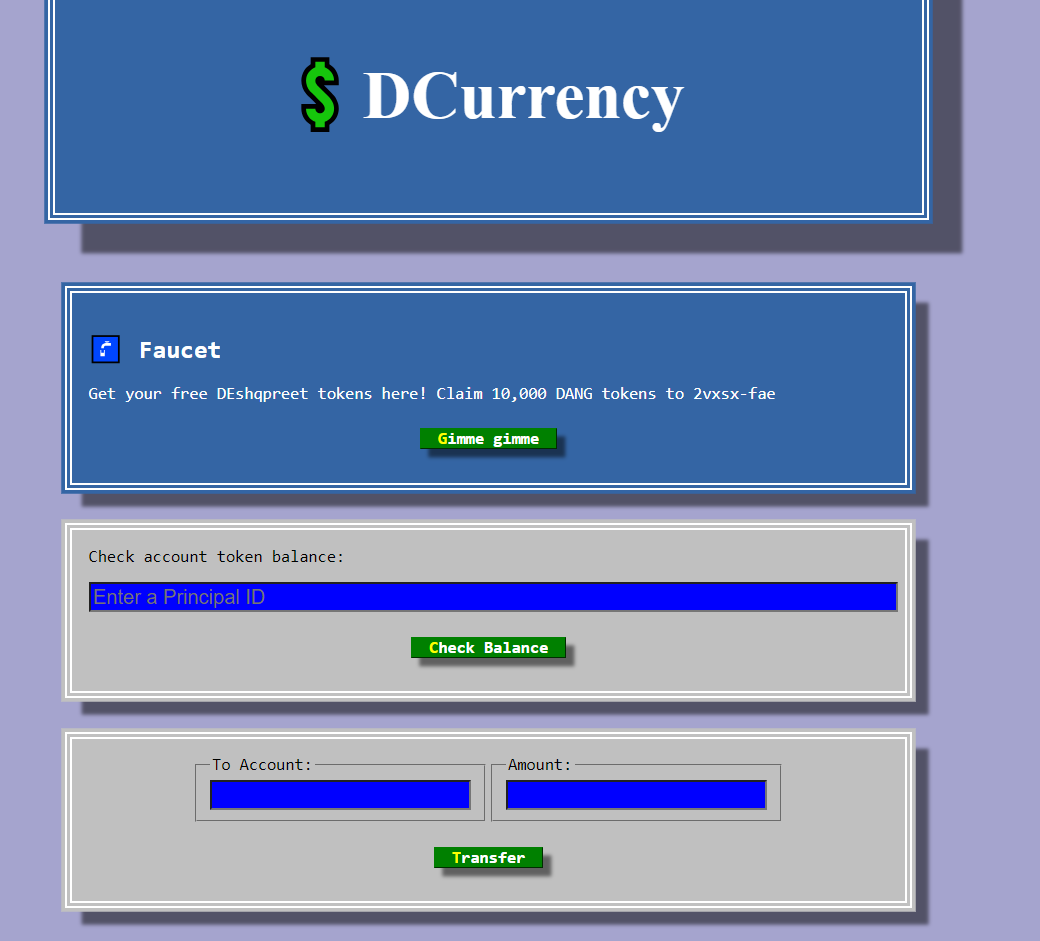 DCurrency
Faucet
Get your free DEshqpreet tokens here! Claim 10,000 DANG tokens to 2vxsx-fae
Gimme gimme
Check account token balance:
Enter a Principal ID
Check Balance
To Account:
Amount:
Transfer